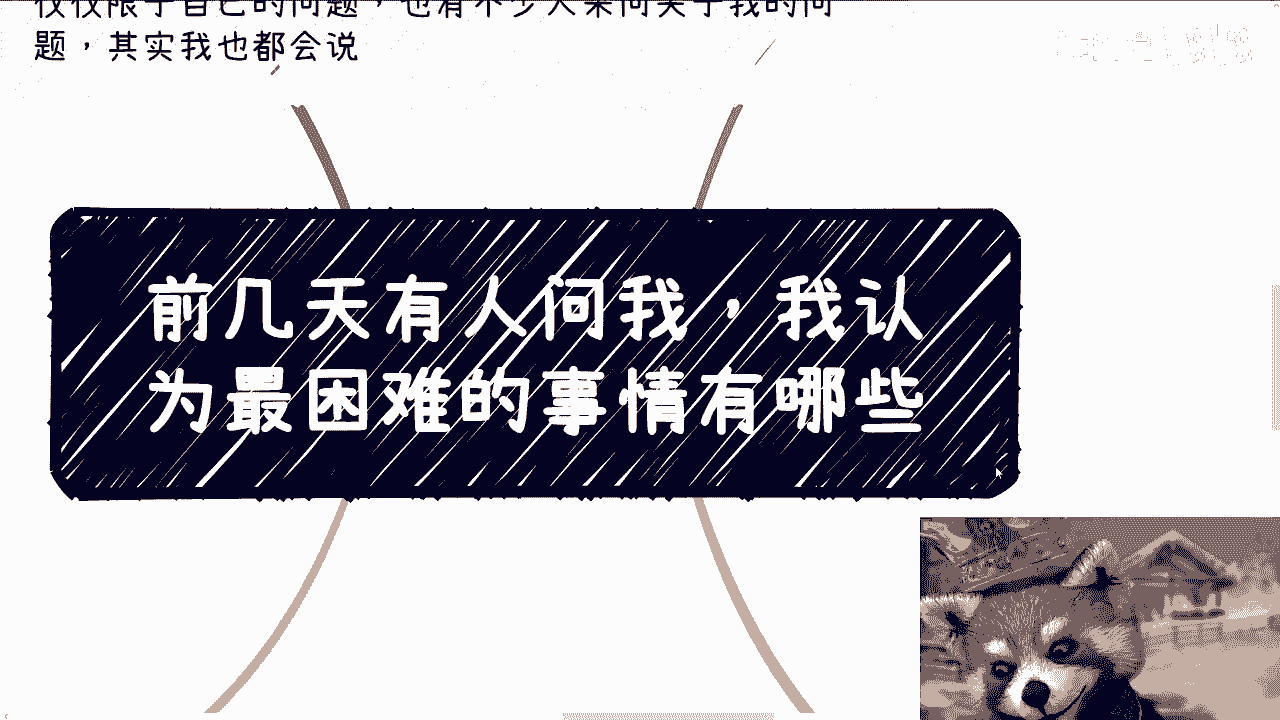 仅仅限于自己的问题，也有不少人来问关于我的问
题，其实我也都会说
前几天有人问我，我认
为最困难的事情有哪些